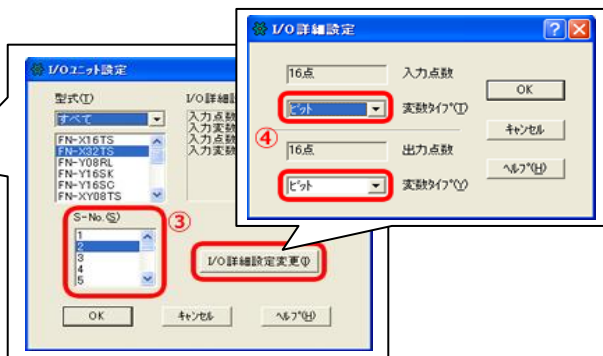 I/Oユニット設定
型式(T)
すべて
FN-X16TS
FN-X32TS
FN-Y08RL
FN-Y16SK
FN-Y16SC
FN-XY08TS
I/O詳細
入力点数
入力変数
入力点数
入力変数
S-No.(S)
1
2
3
4
5
③
I/O詳細設定変更(I)
OK
キャンセル
ヘルプ(H)
I/O詳細設定
16点
入力点数
ビット
変数タイプ(T)
④
16点
出力点数
ビット
変数タイプ(Y)
OK
キャンセル
ヘルプ(H)